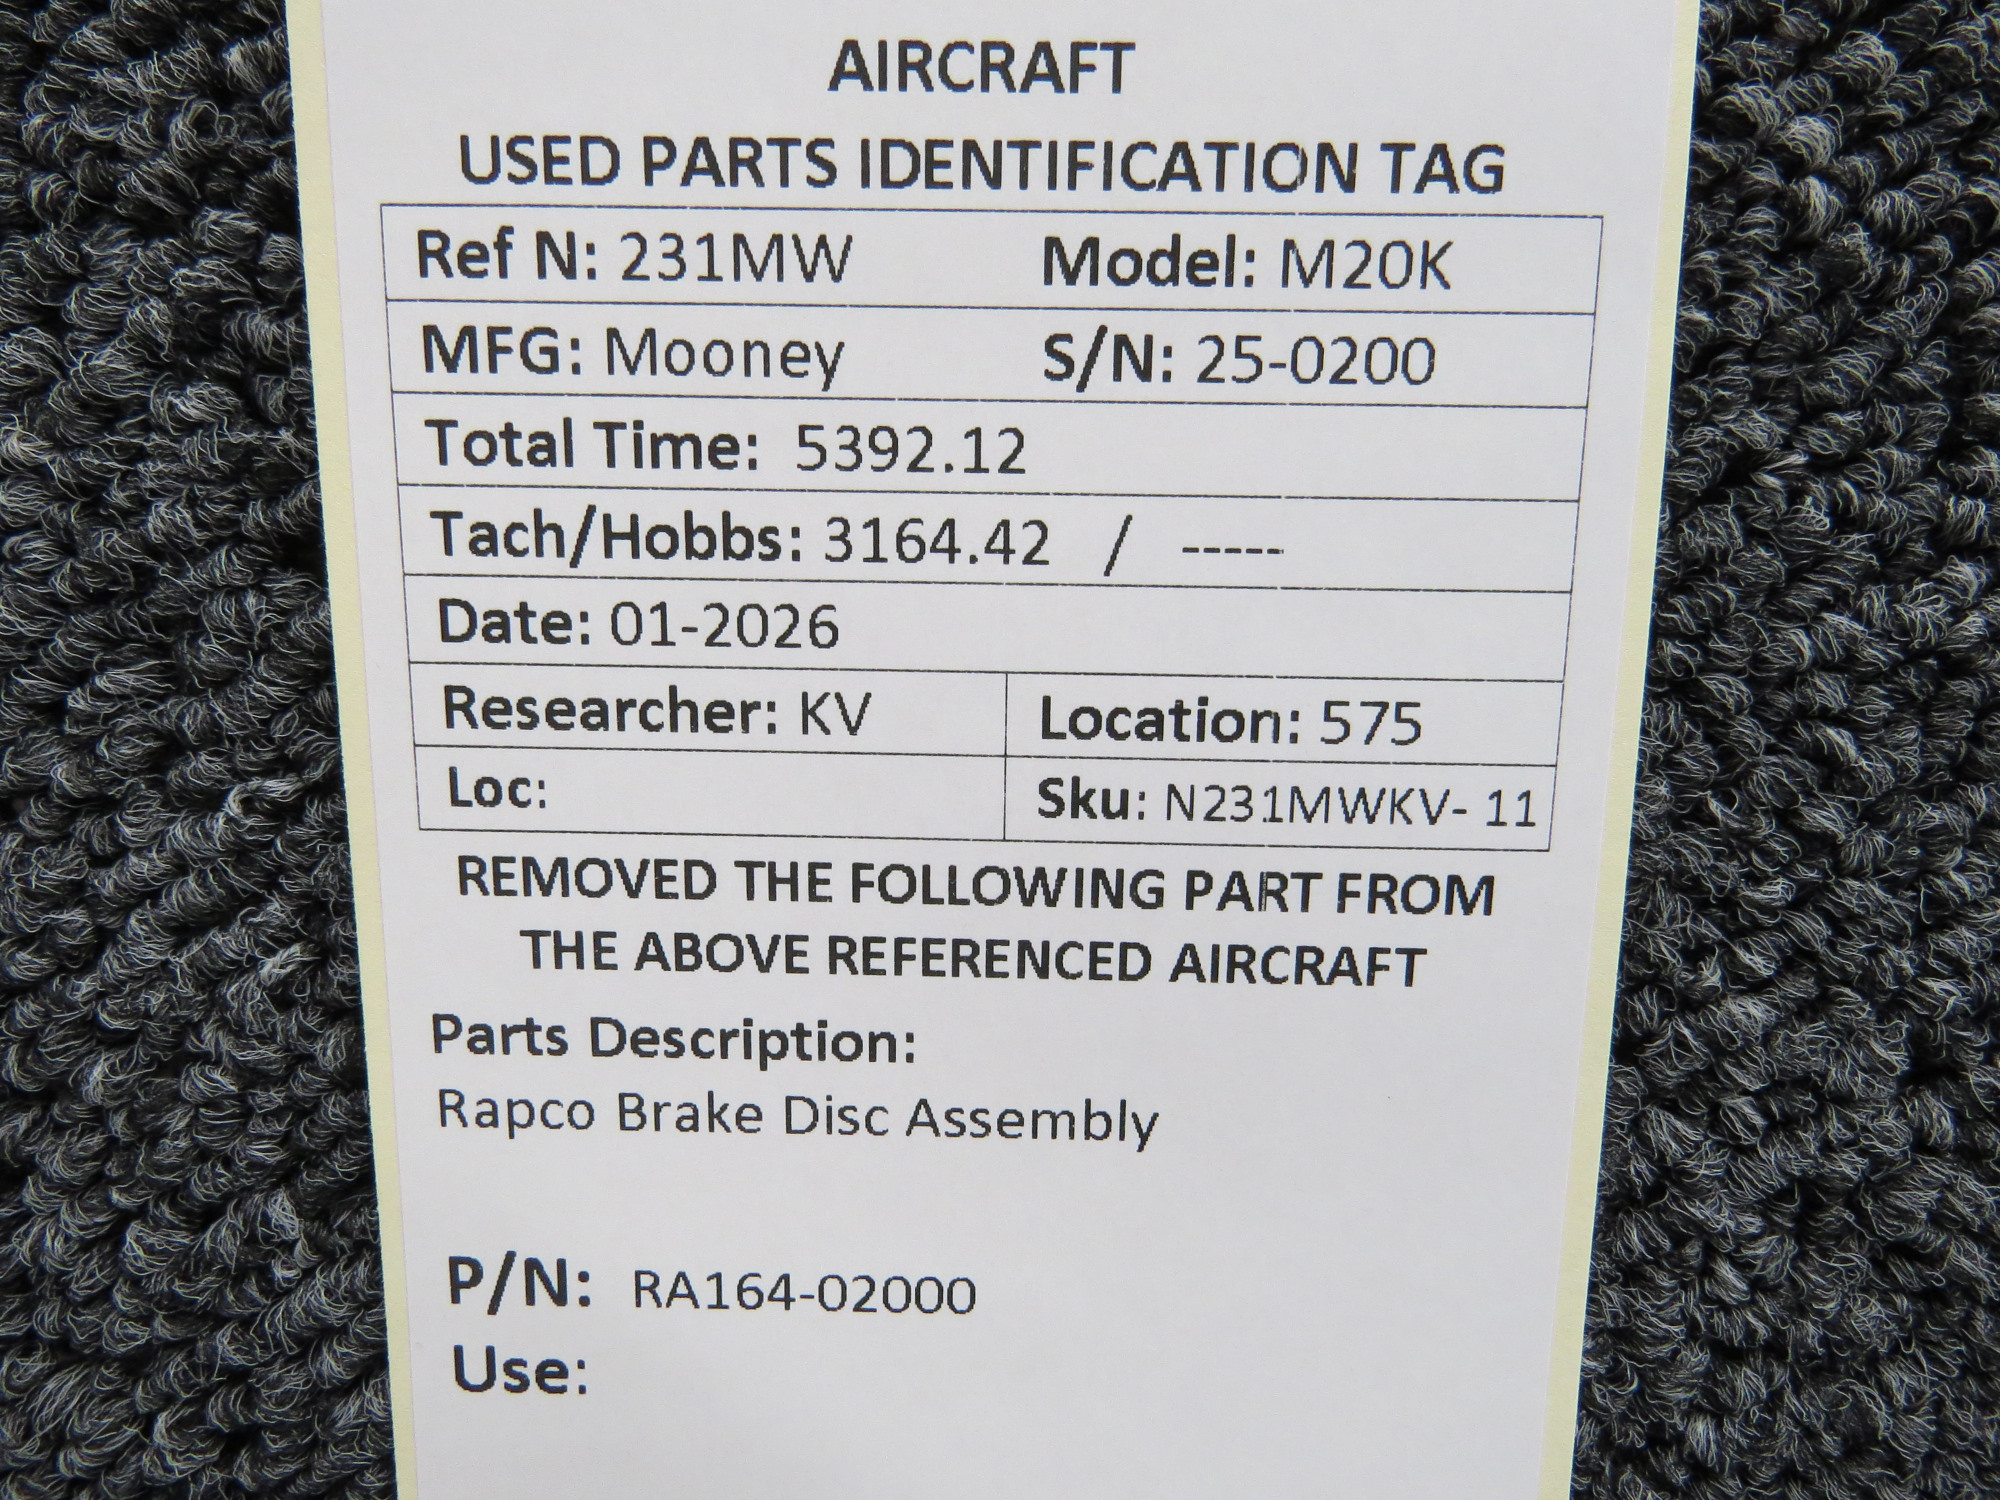 AIRCRAFT
USED PARTS IDENTIFICATION TAG
Ref N: 231MW Model: M20K
MFG: Mooney S/N: 25-0200
Total Time: 5392.12
Tach/Hobbs: 3164.42 / -----
Date: 01-2026
Researcher: KV Location: 575
Loc: Sku: N231MWKV- 11
REMOVED THE FOLLOWING PART FROM
THE ABOVE REFERENCED AIRCRAFT
Parts Description:
Rapco Brake Disc Assembly
P/N: RA164-02000
Use: